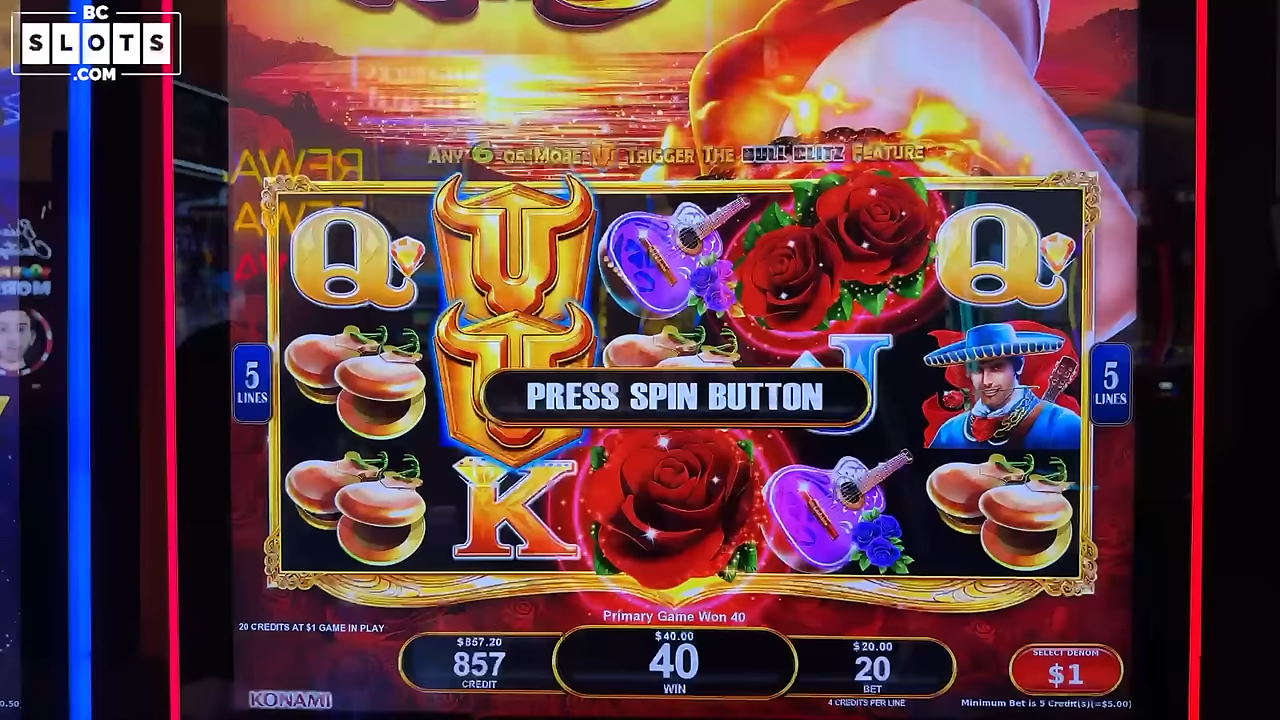 BC
SLOTS
.COM
ANY 6 OR MORE TRIGGER THE BULL BLITZ FEATURE
REWA
Q
Q
5
LINES
PRESS SPIN BUTTON
J
5
LINES
K
Primary Game Won 40
20 CREDITS AT $1 GAME IN PLAY
$857.20
857
CREDIT
$40.00
40
WIN
$20.00
20
BET
SELECT DENOM
$1
KONAMI
4 CREDITS PER LINE
Minimum Bet is 5 Credit(s)(=$5.00)
0.50